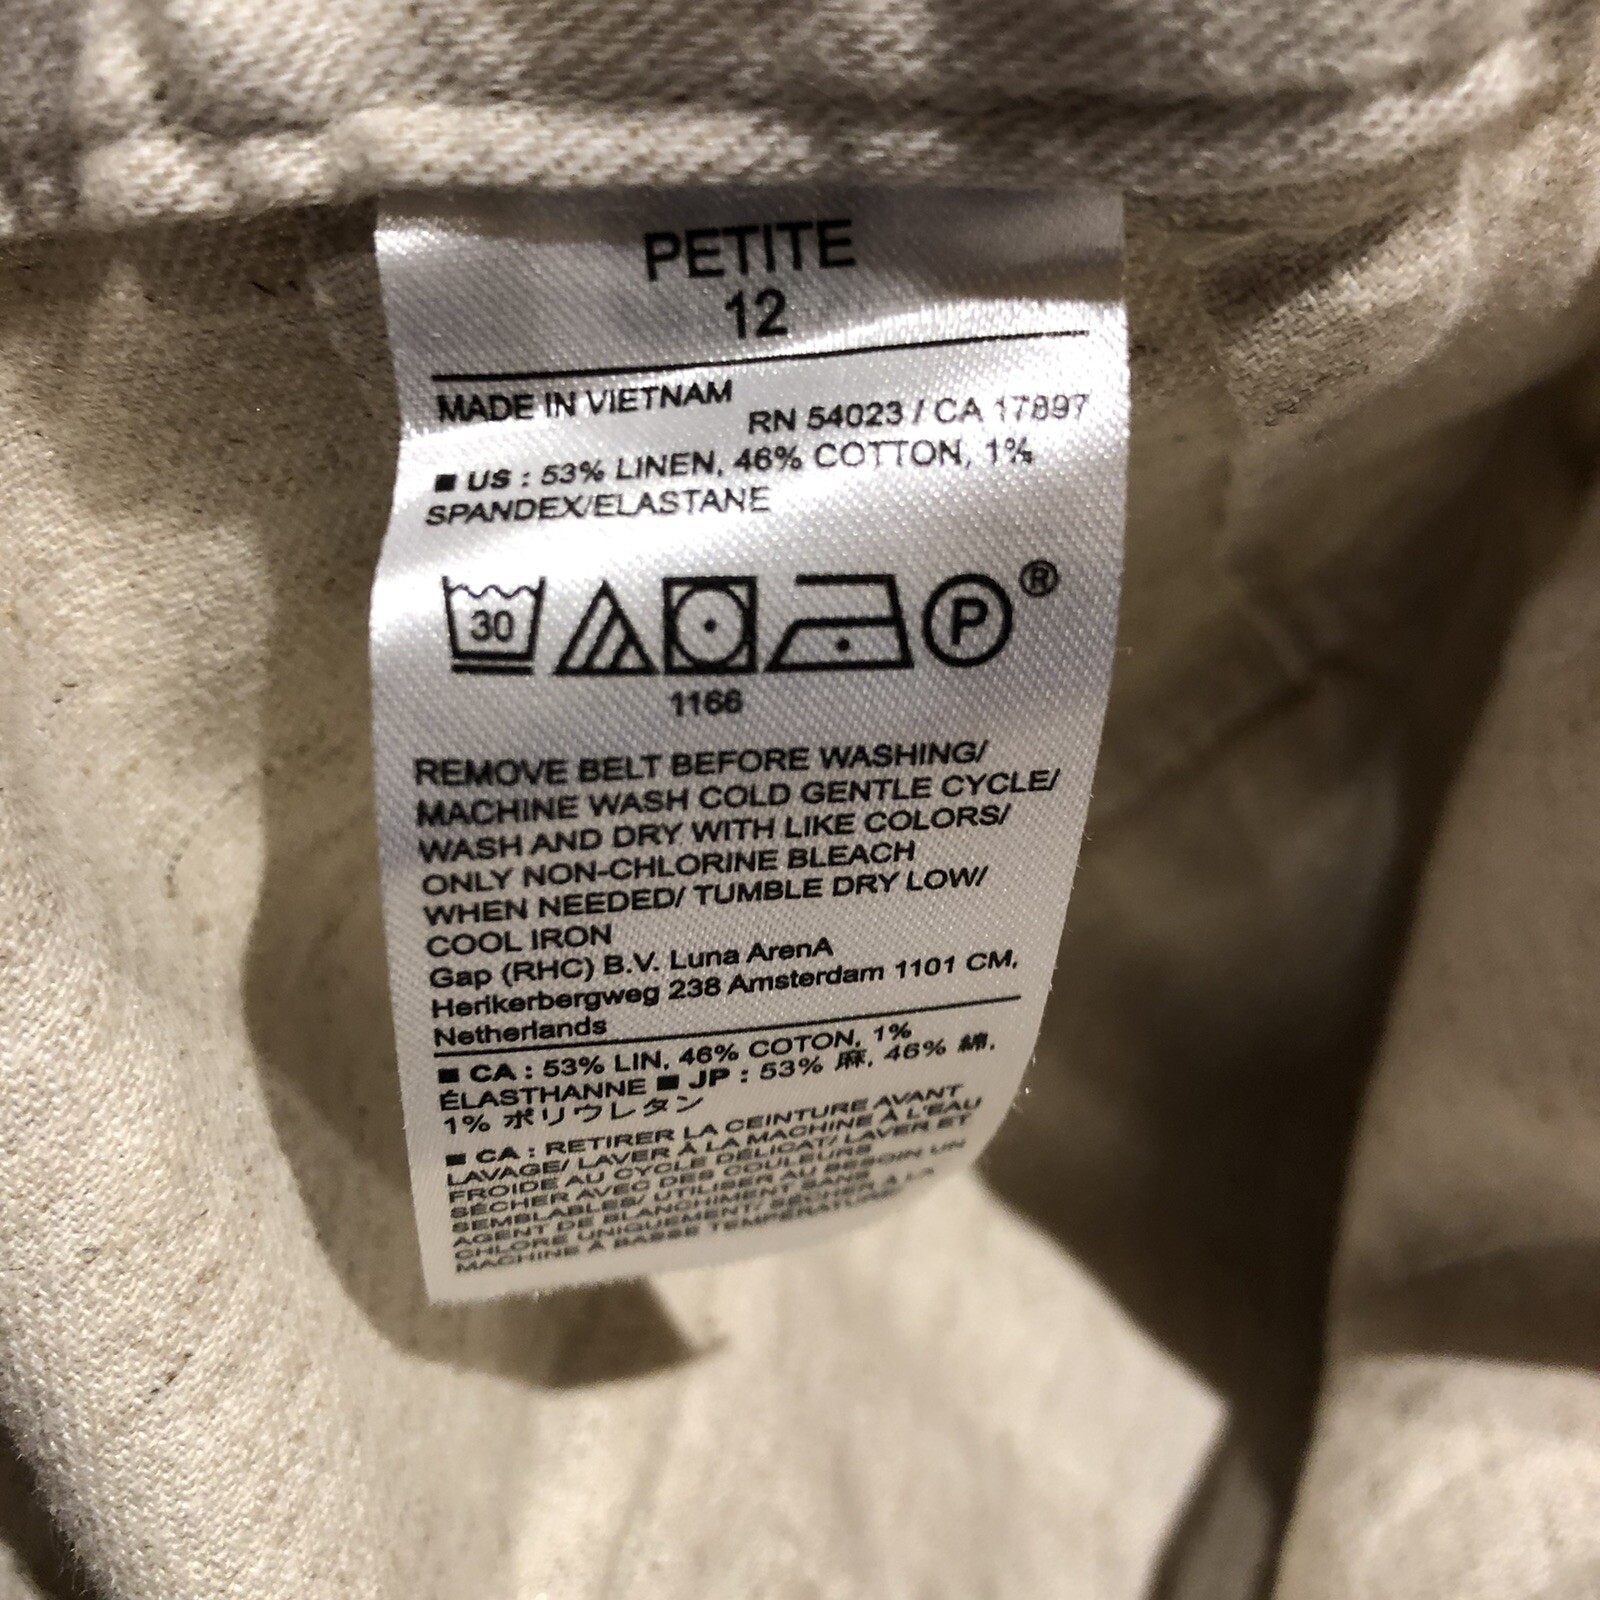 PETITE
12
MADE IN VIETNAM
RN 54023 / CA 17897
■ US : 53% LINEN, 46% COTTON, 1%
SPANDEX/ELASTANE
30
P ®
1166
REMOVE BELT BEFORE WASHING/
MACHINE WASH COLD GENTLE CYCLE/
WASH AND DRY WITH LIKE COLORS/
ONLY NON-CHLORINE BLEACH
WHEN NEEDED/ TUMBLE DRY LOW/
COOL IRON
Gap (RHC) B.V. Luna ArenA
Herikerbergweg 238 Amsterdam 1101 CM,
Netherlands
■ CA : 53% LIN, 46% COTON, 1%
ÉLASTHANNE ■ JP : 53% 麻, 46% 綿,
1% ポリウレタン
■ CA : RETIRER LA CEINTURE AVANT
LAVAGE/ LAVER À LA MACHINE À L'EAU
FROIDE AU CYCLE DÉLICAT/ LAVER ET
SÉCHER AVEC DES COULEURS
SEMBLABLES/ UTILISER AU BESOIN UN
AGENT DE BLANCHIMENT SANS
CHLORE UNIQUEMENT/ SÉCHER À LA
MACHINE À BASSE TEMPÉRATURE/